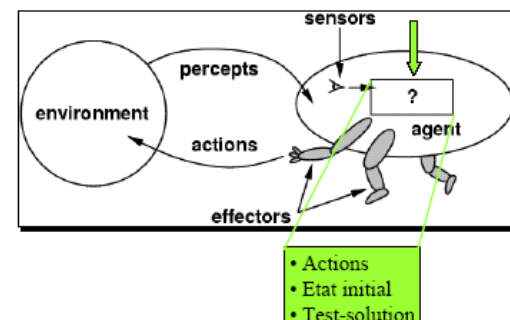 sensors
percepts
environment
?
agent
actions
effectors
• Actions
• Etat initial
• Test-solution